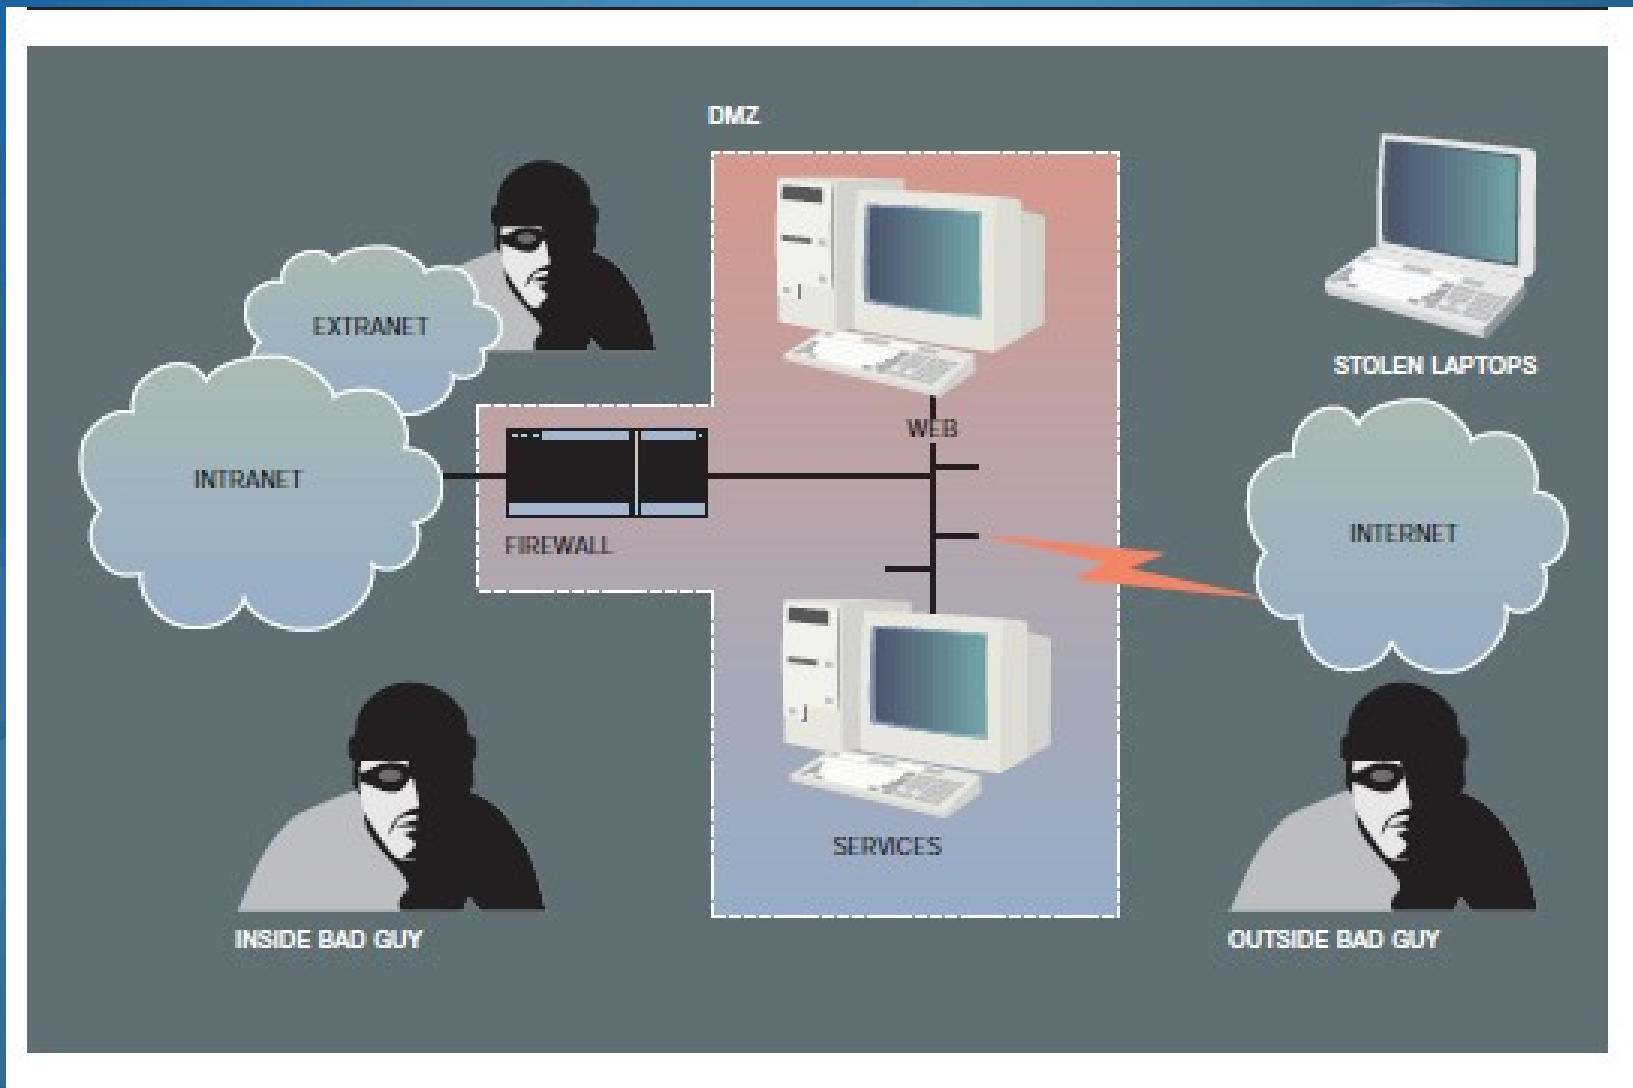 DMZ
EXTRANET
STOLEN LAPTOPS
WEB
INTRANET
INTERNET
FIREWALL
SERVICES
INSIDE BAD GUY
OUTSIDE BAD GUY